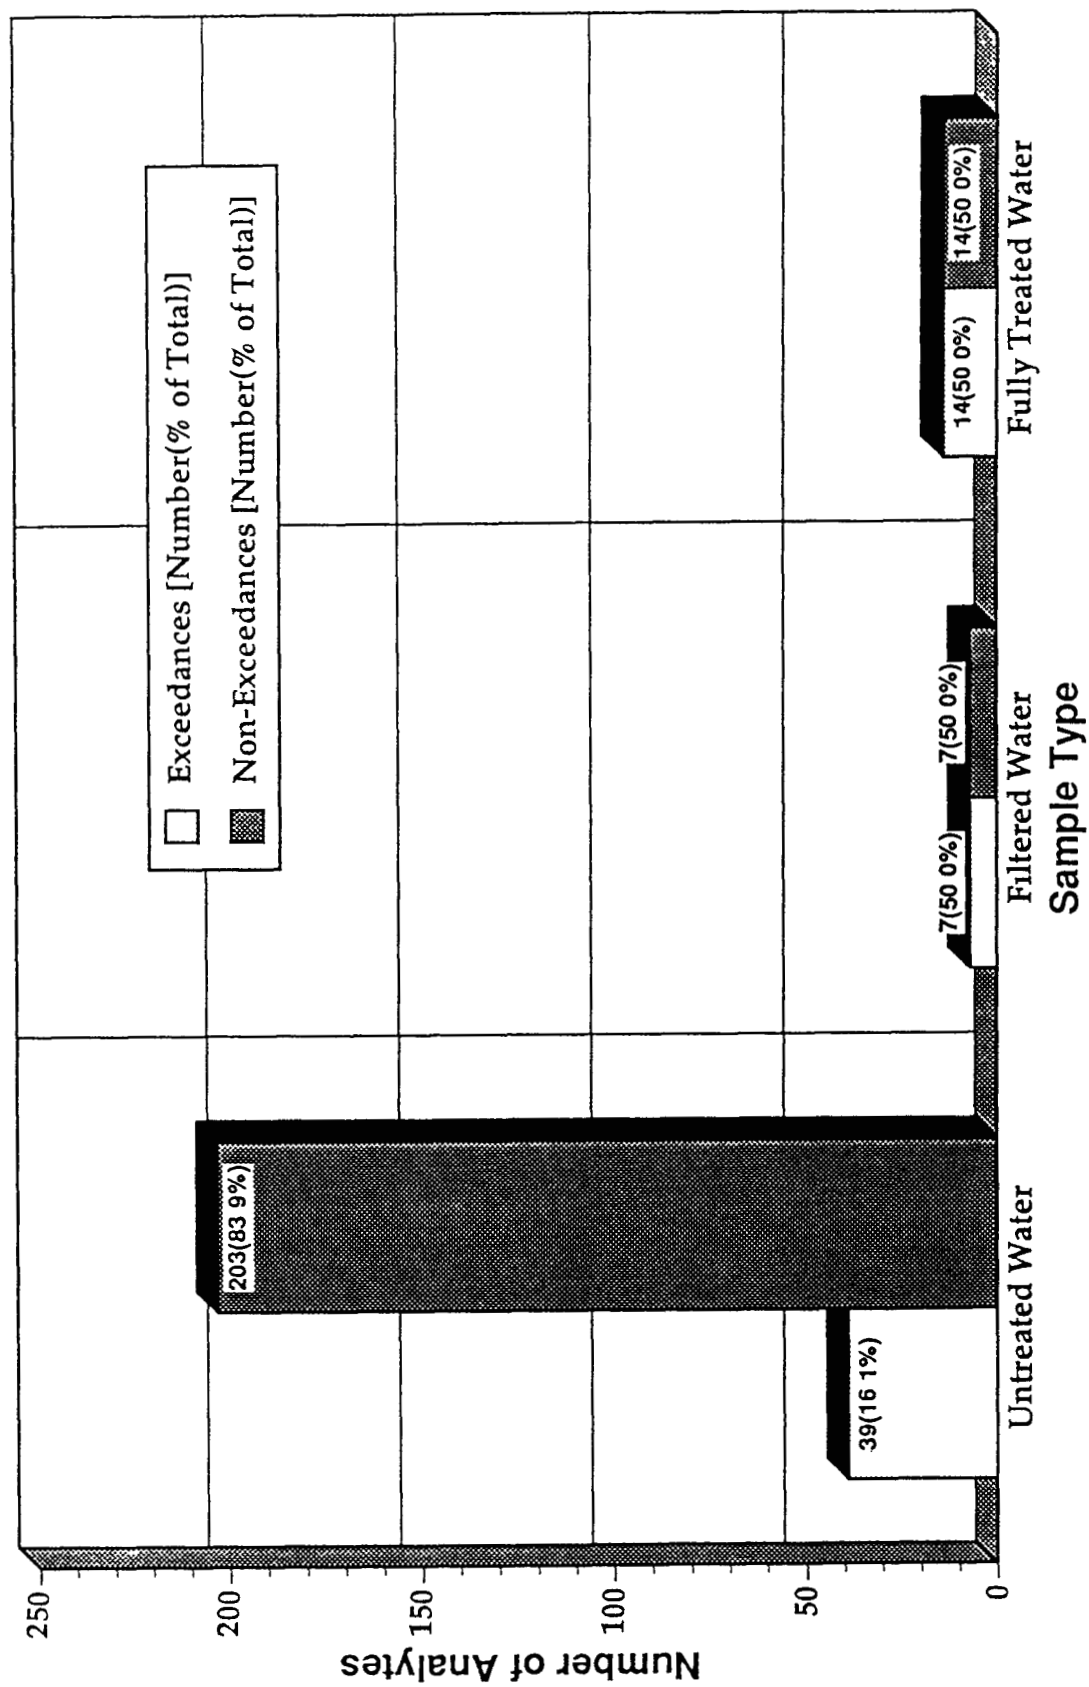 Number of Analytes
250
200
150
100
50
0
Exceedances [Number(% of Total)]
Non-Exceedances [Number(% of Total)]
39(16 1%)
203(83 9%)
7(50 0%)
7(50 0%)
14(50 0%)
14(50 0%)
Untreated Water
Filtered Water
Fully Treated Water
Sample Type